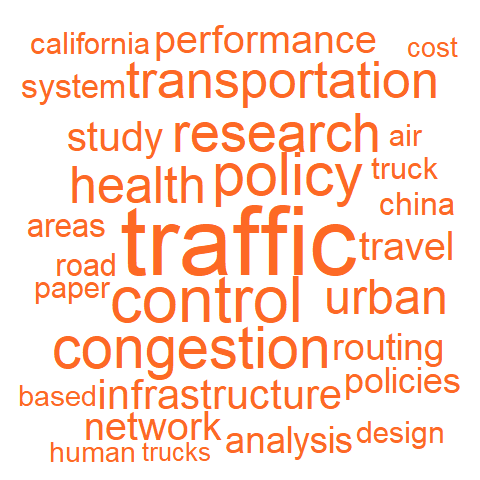 california performance cost
system transportation
study research air
health policy truck
china
areas traffic travel
road
paper control urban
congestion routing
based infrastructure policies
network analysis design
human trucks